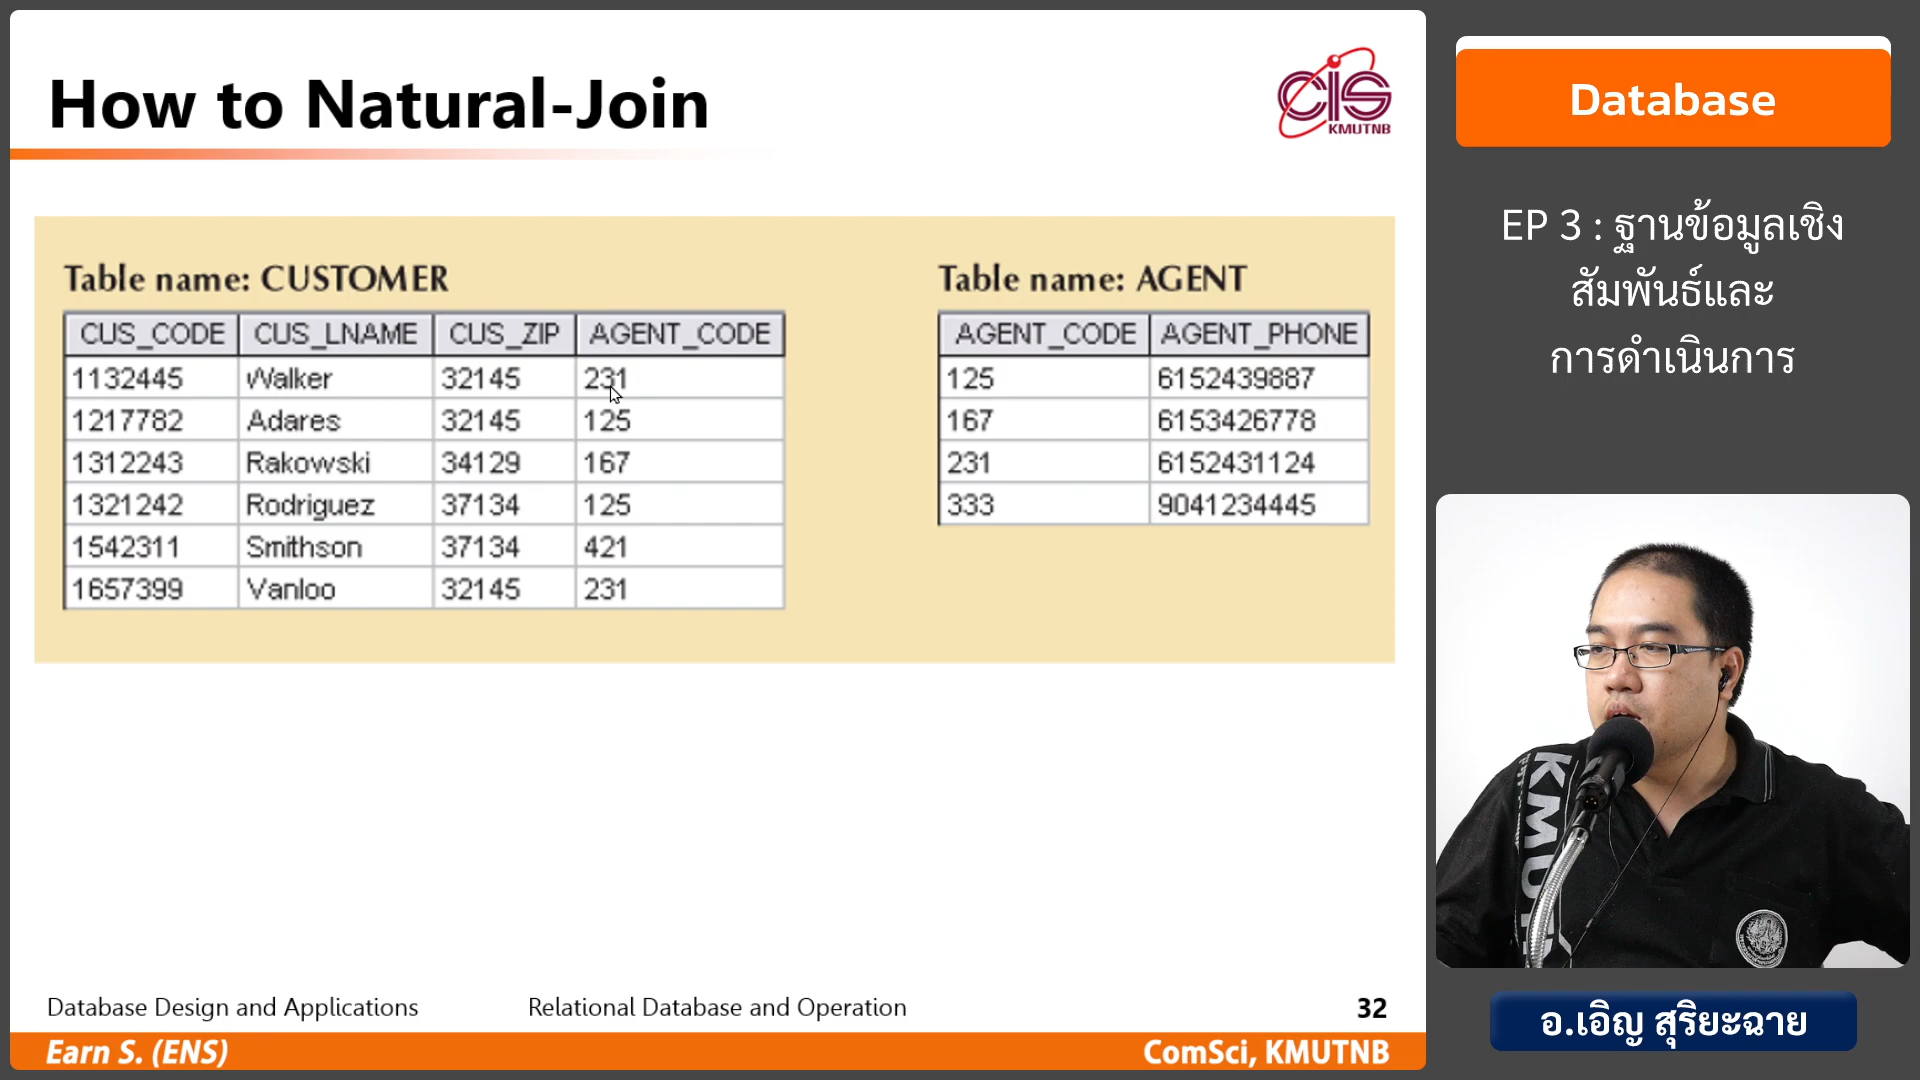 How to Natural-Join
CIS
KMUTNB
Table name: CUSTOMER
CUS_CODE CUS_LNAME CUS_ZIP AGENT_CODE
1132445 Walker 32145 231
1217782 Adares 32145 125
1312243 Rakowski 34129 167
1321242 Rodriguez 37134 125
1542311 Smithson 37134 421
1657399 Vanloo 32145 231
Table name: AGENT
AGENT_CODE AGENT_PHONE
125 6152439887
167 6153426778
231 6152431124
333 9041234445
Database Design and Applications Relational Database and Operation 32
Earn S. (ENS) ComSci, KMUTNB
Database
EP 3 : ฐานข้อมูลเชิง
สัมพันธ์และ
การดำเนินการ
อ.เอิญ สุริยะฉาย